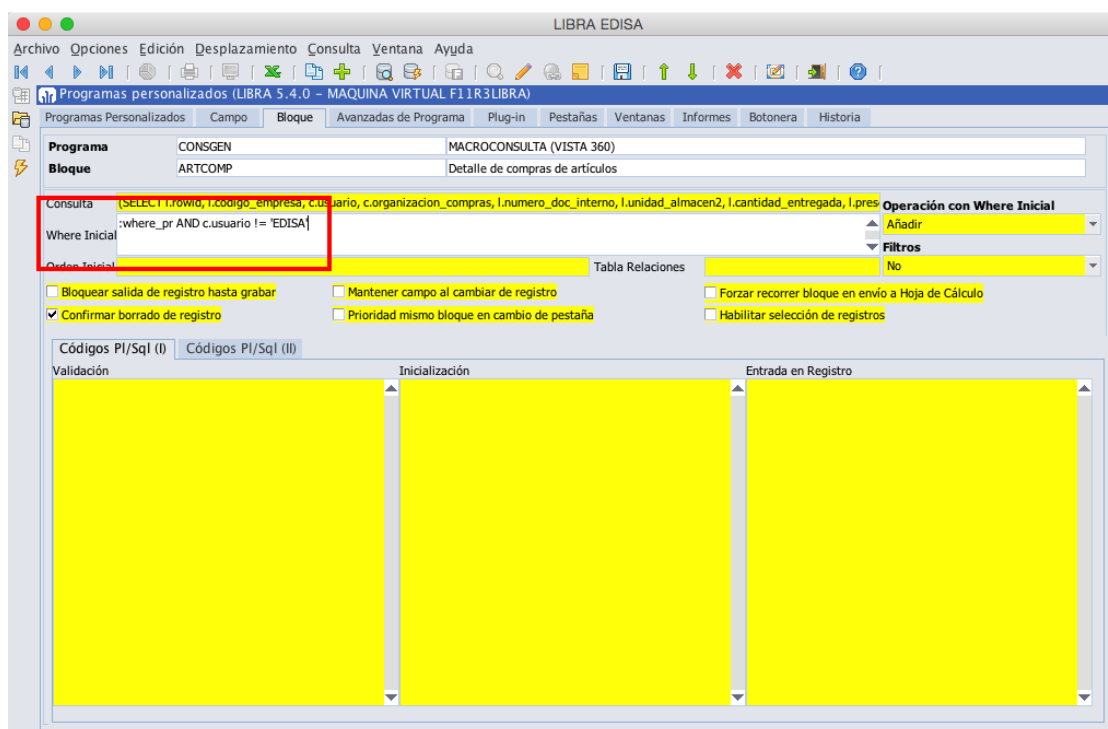 LIBRA EDISA
Archivo Opciones Edición Desplazamiento Consulta Ventana Ayuda
Programas personalizados (LIBRA 5.4.0 - MAQUINA VIRTUAL F11R3LIBRA)
Programas Personalizados Campo Bloque Avanzadas de Programa Plug-in Pestañas Ventanas Informes Botonera Historia
Programa CONSGEN MACROCONSULTA (VISTA 360)
Bloque ARTCOMP Detalle de compras de artículos
Consulta (SELECT l.rowid, l.codigo_empresa, c.usuario, c.organizacion_compras, l.numero_doc_interno, l.unidad_almacen2, l.cantidad_entregada, l.pres Operación con Where Inicial
Where Inicial :where_pr AND c.usuario != 'EDISA' Añadir
Filtros
Orden Inicial Tabla Relaciones No
Bloquear salida de registro hasta grabar Mantener campo al cambiar de registro Forzar recorrer bloque en envío a Hoja de Cálculo
Confirmar borrado de registro Prioridad mismo bloque en cambio de pestaña Habilitar selección de registros
Códigos Pl/Sql (I) Códigos Pl/Sql (II)
Validación Inicialización Entrada en Registro